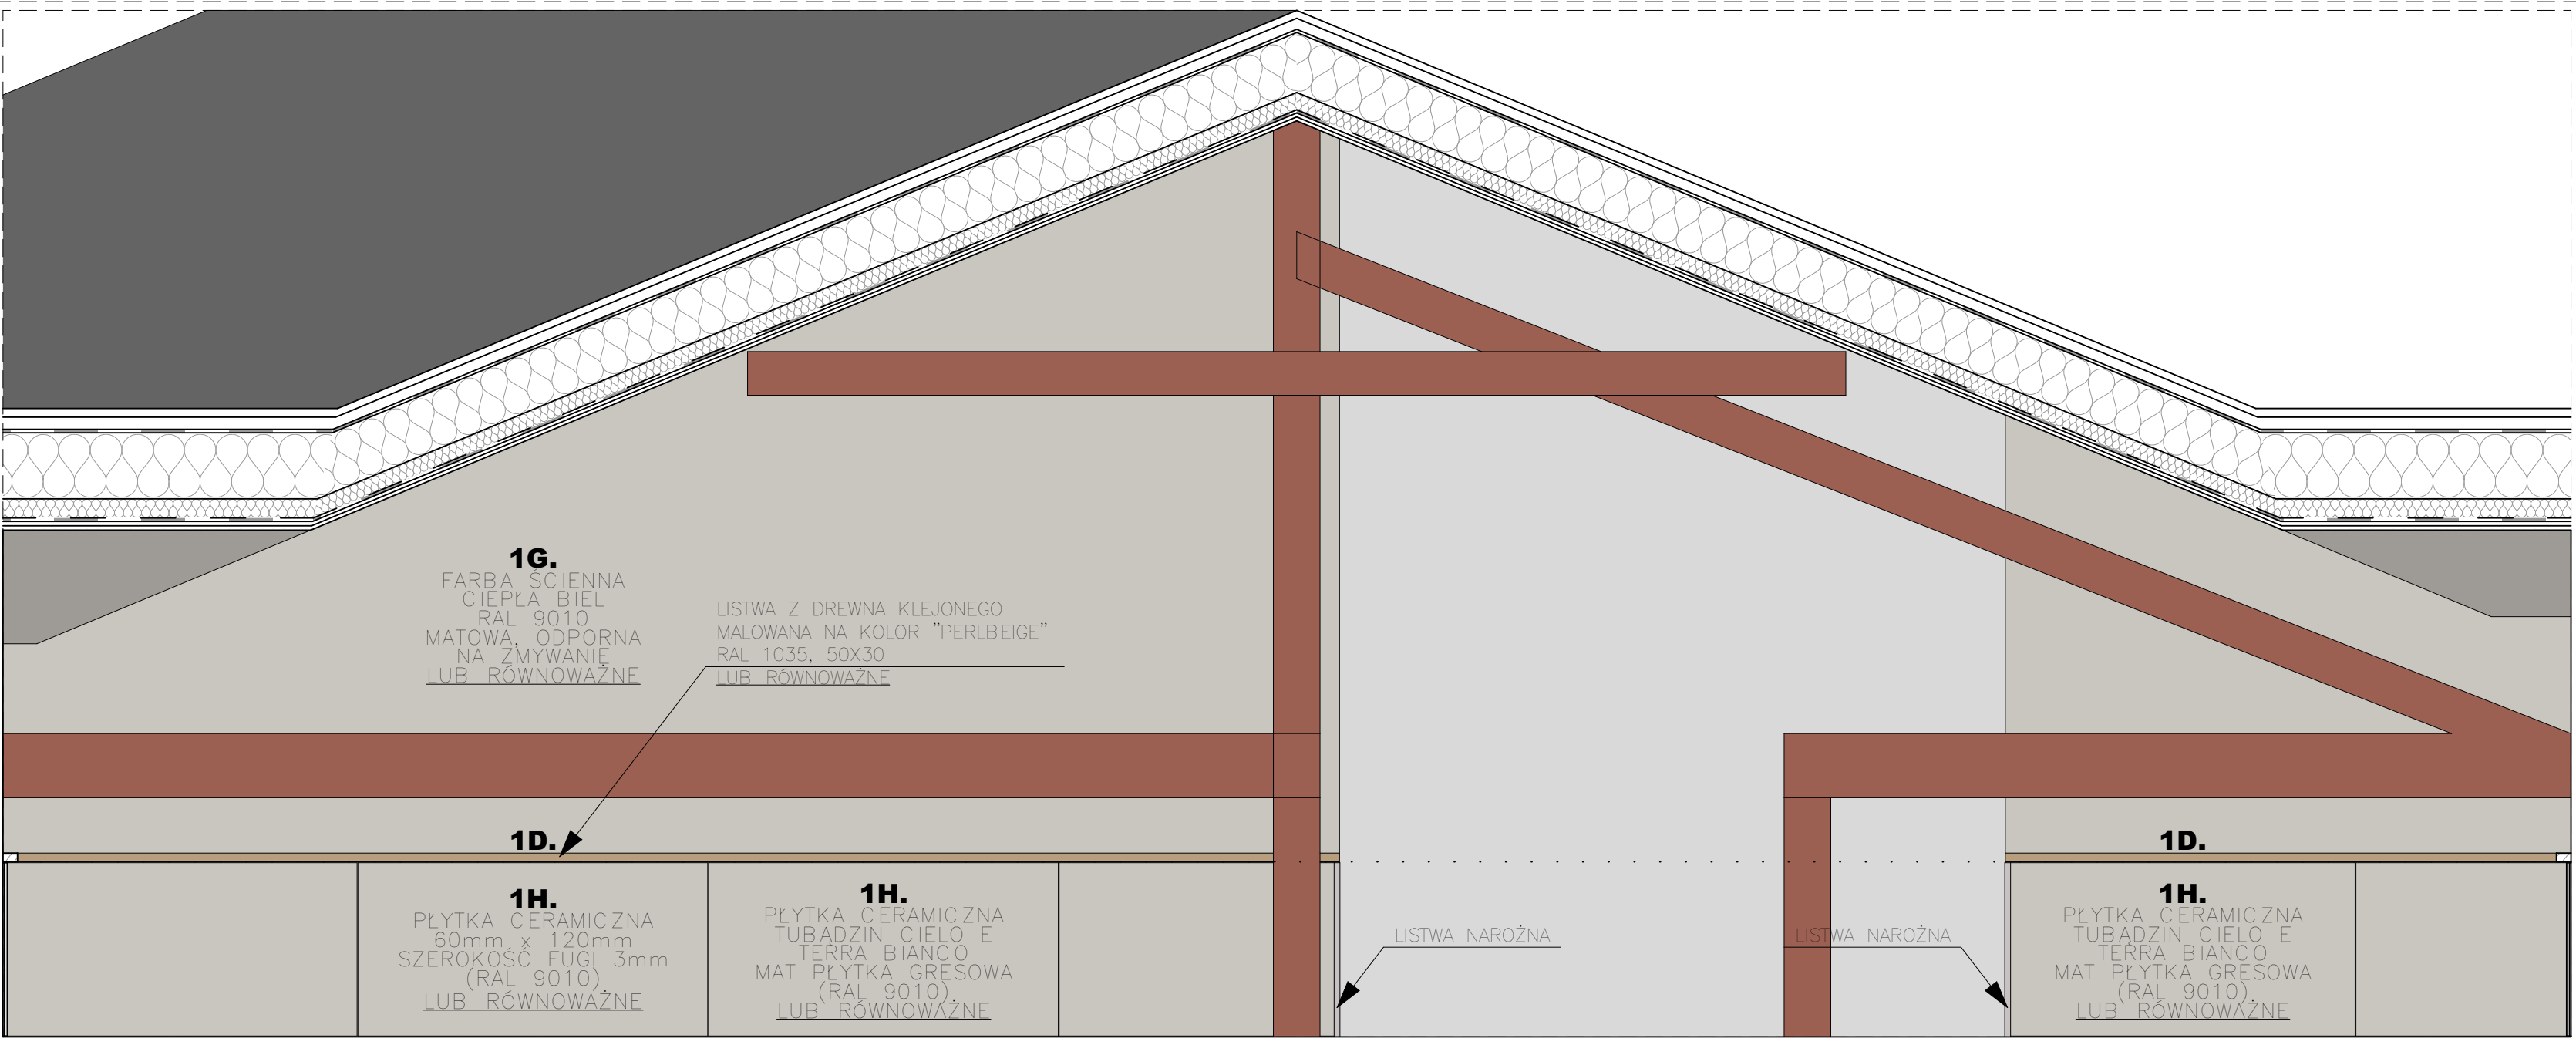 1G.
FARBA ŚCIENNA
CIEPŁA BIEL
RAL 9010
MATOWA, ODPORNA
NA ZMYWANIE
LUB RÓWNOWAŻNE
LISTWA Z DREWNA KLEJONEGO
MALOWANA NA KOLOR "PERLBEIGE"
RAL 1035, 50X30
LUB RÓWNOWAŻNE
1D.
1D.
1H.
PŁYTKA CERAMICZNA
60mm x 120mm
SZEROKOŚĆ FUGI 3mm
(RAL 9010).
LUB RÓWNOWAŻNE
1H.
PŁYTKA CERAMICZNA
TUBĄDZIN CIELO E
TERRA BIANCO
MAT PŁYTKA GRESOWA
(RAL 9010).
LUB RÓWNOWAŻNE
LISTWA NAROŻNA
LISTWA NAROŻNA
1H.
PŁYTKA CERAMICZNA
TUBĄDZIN CIELO E
TERRA BIANCO
MAT PŁYTKA GRESOWA
(RAL 9010).
LUB RÓWNOWAŻNE